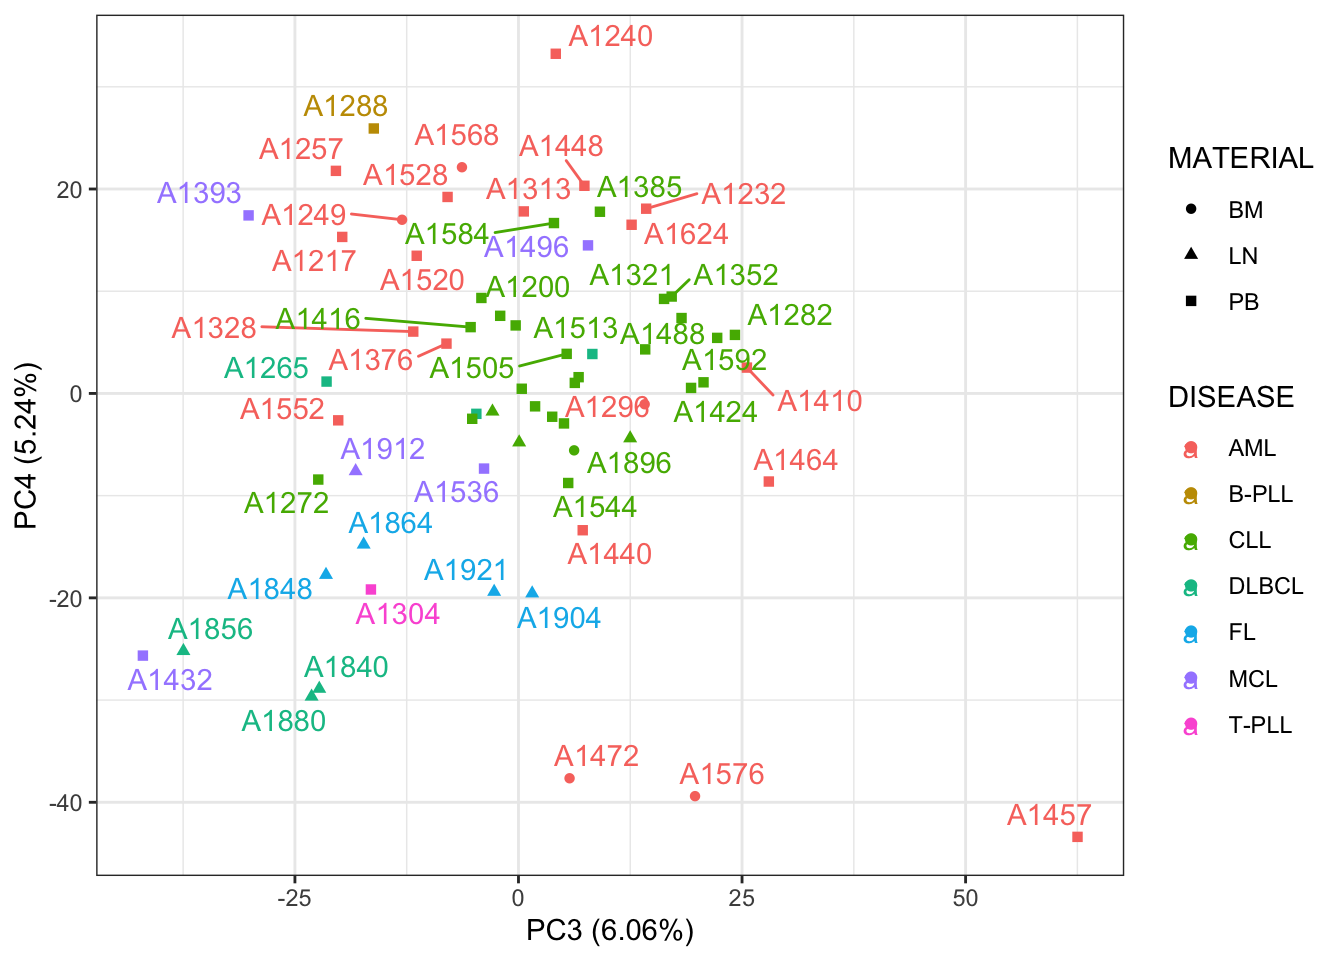 A1240
A1288
A1568
A1257
A1448
A1528
A1393
A1313
A1385
A1232
A1249
A1584
A1624
A1217
A1496
A1520
A1321
A1352
A1200
A1416
A1282
A1328
A1513
A1488
A1376
A1505
A1592
A1265
A1552
A1296
A1424
A1410
A1912
A1896
A1464
A1536
A1272
A1544
A1864
A1440
A1921
A1848
A1304
A1904
A1856
A1840
A1432
A1880
A1472
A1576
A1457
20
0
-20
-40
-25
0
25
50
PC3 (6.06%)
PC4 (5.24%)
MATERIAL
BM
LN
PB
DISEASE
a AML
a B-PLL
a CLL
a DLBCL
a FL
a MCL
a T-PLL